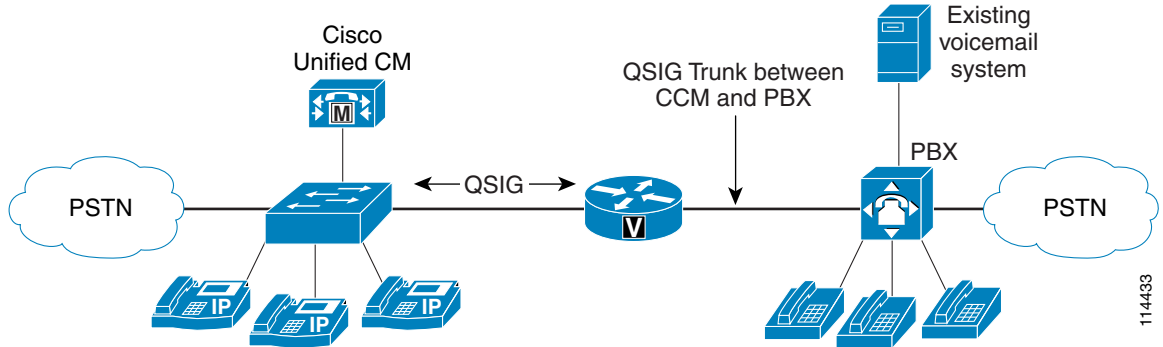 Cisco
Unified CM
M
QSIG Trunk between
CCM and PBX
Existing
voicemail
system
PBX
PSTN
QSIG
V
PSTN
IP
IP
IP
114433